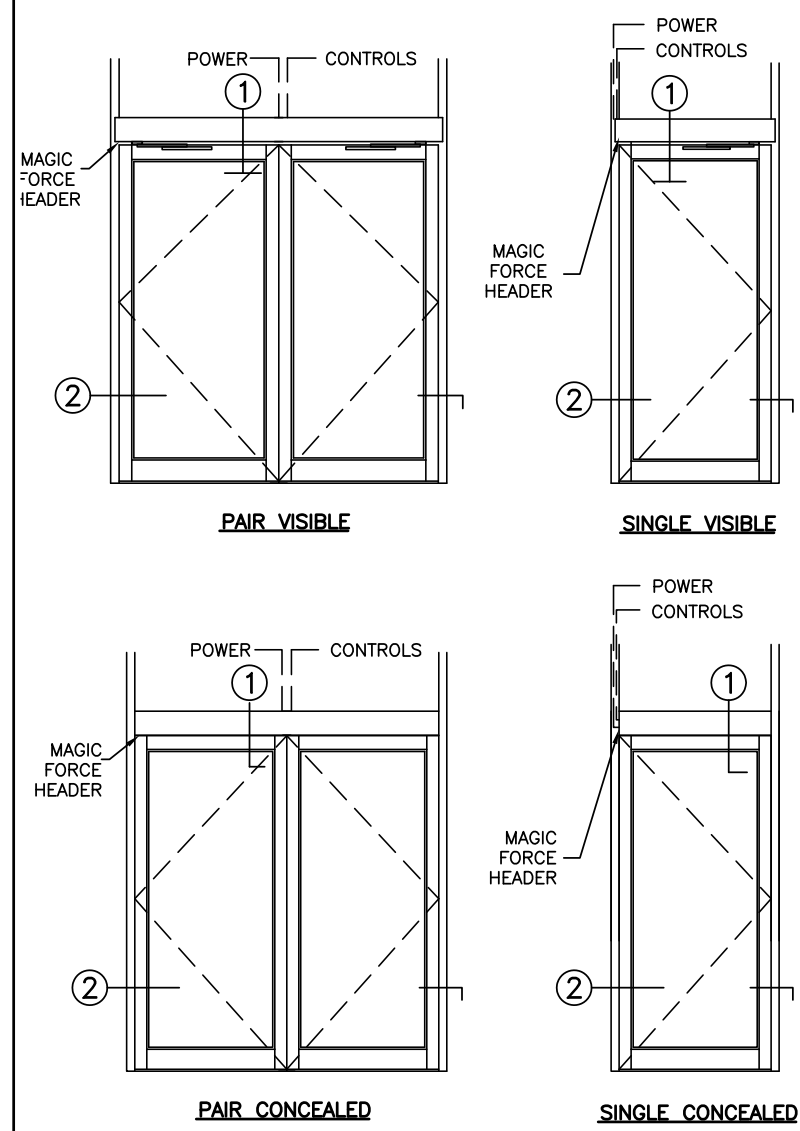 POWER CONTROLS
1
MAGIC
FORCE
HEADER
2
PAIR VISIBLE
POWER
CONTROLS
1
MAGIC
FORCE
HEADER
2
SINGLE VISIBLE
POWER CONTROLS
1
MAGIC
FORCE
HEADER
2
PAIR CONCEALED
POWER
CONTROLS
1
MAGIC
FORCE
HEADER
2
SINGLE CONCEALED